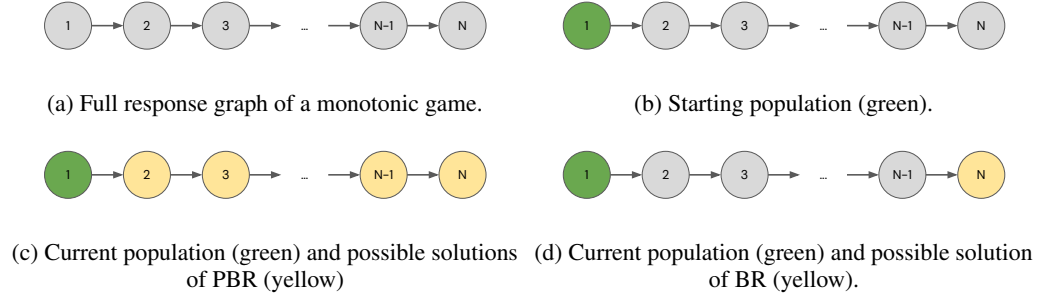 1 2 3 ... N-1 N
1 2 3 ... N-1 N
(a) Full response graph of a monotonic game.
(b) Starting population (green).
1 2 3 ... N-1 N
1 2 3 ... N-1 N
(c) Current population (green) and possible solutions
of PBR (yellow)
(d) Current population (green) and possible solution
of BR (yellow).